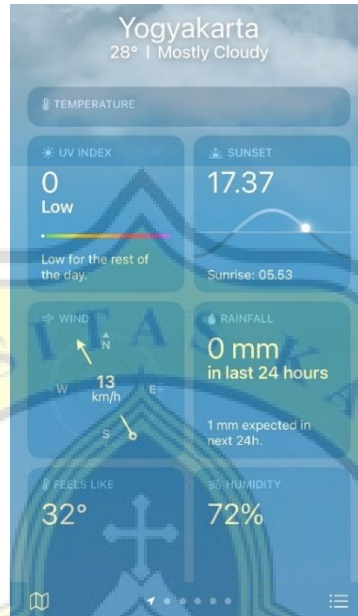 Yogyakarta
28° | Mostly Cloudy
TEMPERATURE
UV INDEX
0
Low
Low for the rest of
the day.
SUNSET
17.37
Sunrise: 05.53
WIND
N
W
E
S
13
km/h
RAINFALL
0 mm
in last 24 hours
1 mm expected in
next 24h.
FEELS LIKE
32°
HUMIDITY
72%
I T A S
K A